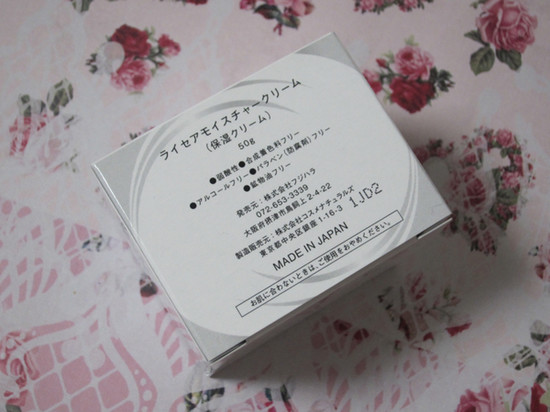 ライセアモイスチャークリーム
(保湿クリーム)
50g
●弱酸性●合成着色料フリー
●アルコールフリー●パラベン(防腐剤)フリー
●鉱物油フリー
発売元:株式会社フジハラ
072-653-3339
大阪府摂津市鳥飼上2-4-22
製造販売元:株式会社コスメナチュラルズ
東京都中央区銀座1-16-3
1JD2
MADE IN JAPAN
お肌に合わないときは、ご使用をおやめください。